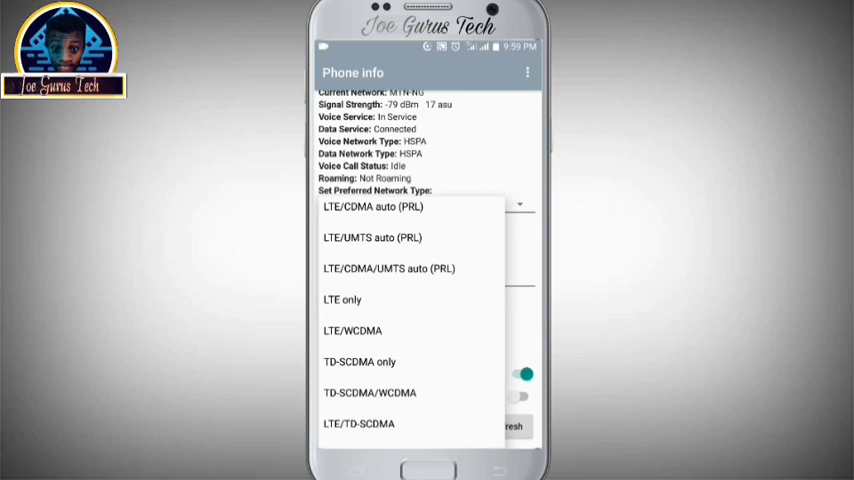 Joe Gurus Tech
Joe Gurus Tech
9:59 PM
Phone info
Current Network: MTN-NG
Signal Strength: -79 dBm 17 asu
Voice Service: In Service
Data Service: Connected
Voice Network Type: HSPA
Data Network Type: HSPA
Voice Call Status: Idle
Roaming: Not Roaming
Set Preferred Network Type:
LTE/CDMA auto (PRL)
LTE/UMTS auto (PRL)
LTE/CDMA/UMTS auto (PRL)
LTE only
LTE/WCDMA
TD-SCDMA only
TD-SCDMA/WCDMA
resh
LTE/TD-SCDMA